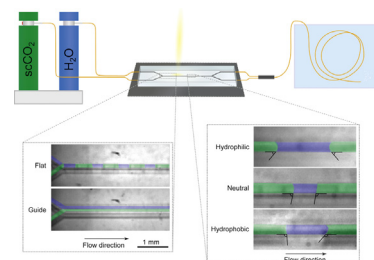 scCO₂
H₂O
Flat
Guide
Flow direction
1 mm
Hydrophilic
Neutral
Hydrophobic
Flow direction